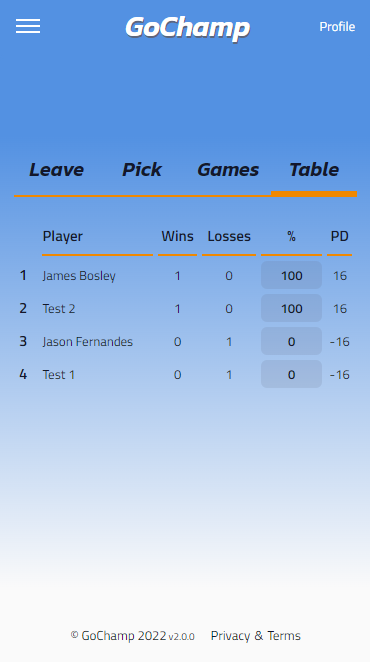 GoChamp Profile
Leave Pick Games Table
Player Wins Losses % PD
1 James Bosley 1 0 100 16
2 Test 2 1 0 100 16
3 Jason Fernandes 0 1 0 -16
4 Test 1 0 1 0 -16
© GoChamp 2022 v2.0.0 Privacy & Terms